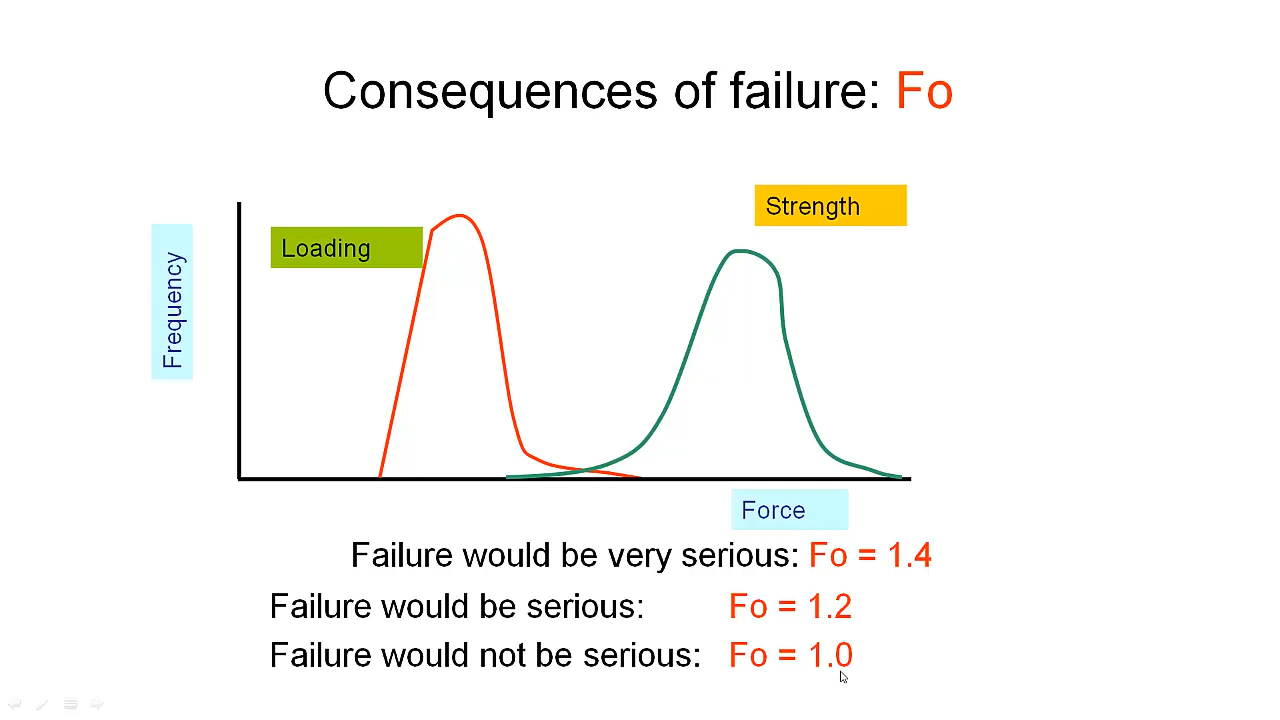 Consequences of failure: Fo
Strength
Loading
Frequency
Force
Failure would be very serious: Fo = 1.4
Failure would be serious: Fo = 1.2
Failure would not be serious: Fo = 1.0